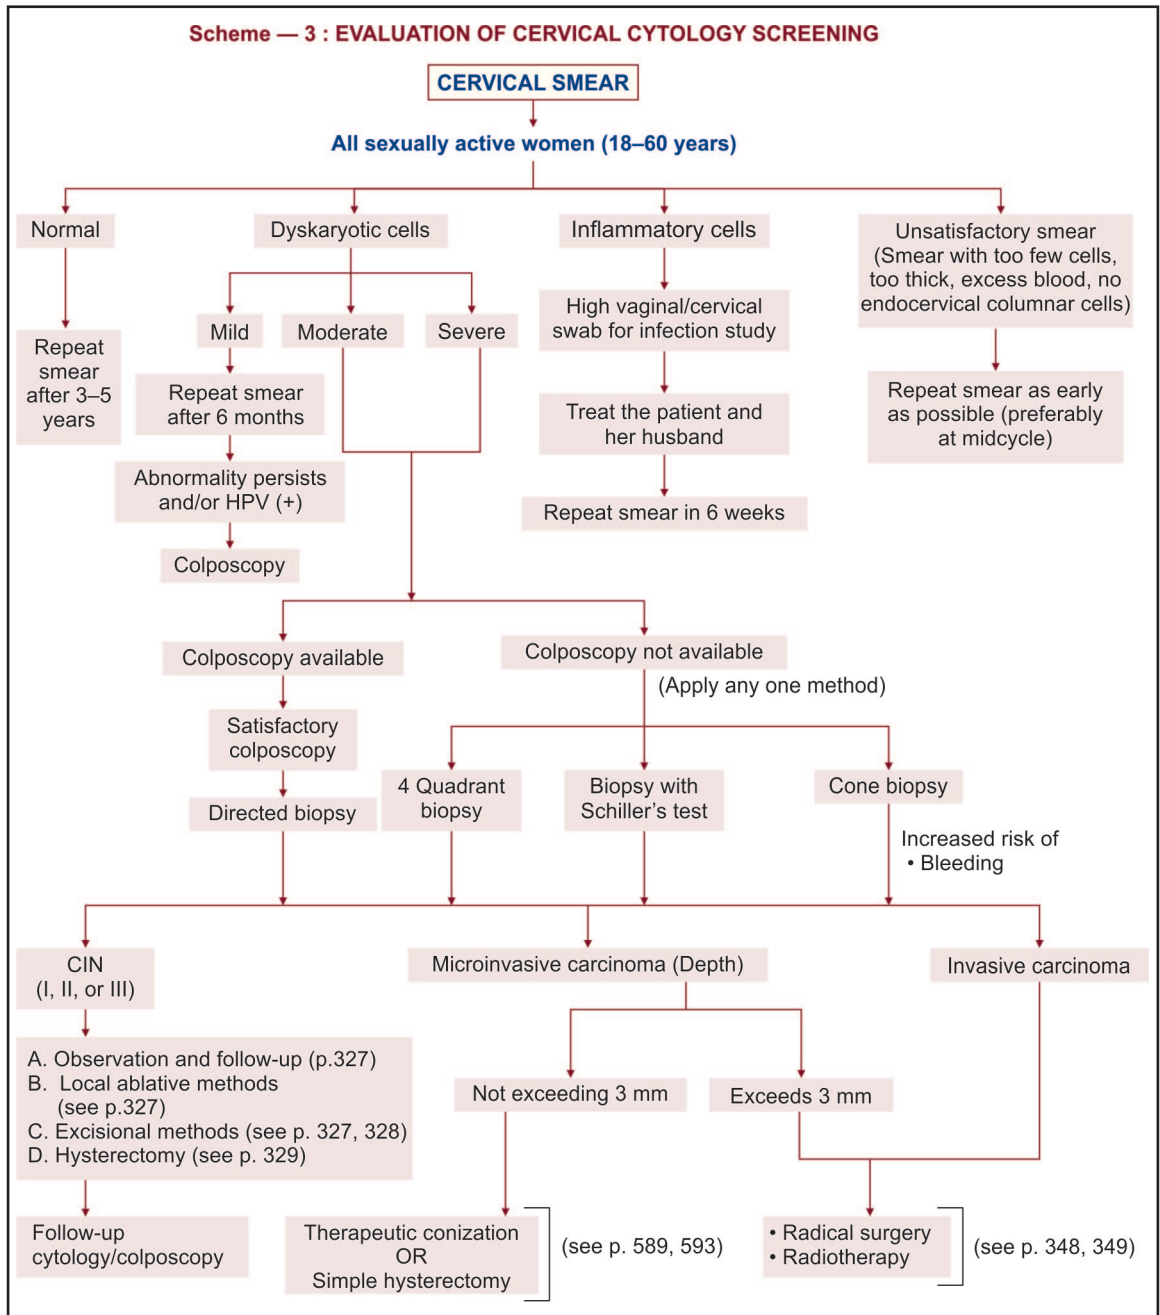 Scheme — 3 : EVALUATION OF CERVICAL CYTOLOGY SCREENING
CERVICAL SMEAR
All sexually active women (18–60 years)
Normal
Repeat
smear
after 3–5
years
Dyskaryotic cells
Mild
Moderate
Severe
Repeat smear
after 6 months
Abnormality persists
and/or HPV (+)
Colposcopy
Inflammatory cells
High vaginal/cervical
swab for infection study
Treat the patient and
her husband
Repeat smear in 6 weeks
Unsatisfactory smear
(Smear with too few cells,
too thick, excess blood, no
endocervical columnar cells)
Repeat smear as early
as possible (preferably
at midcycle)
Colposcopy available
Satisfactory
colposcopy
Directed biopsy
Colposcopy not available
(Apply any one method)
4 Quadrant
biopsy
Biopsy with
Schiller’s test
Cone biopsy
Increased risk of
• Bleeding
CIN
(I, II, or III)
A. Observation and follow-up (p.327)
B. Local ablative methods
(see p.327)
C. Excisional methods (see p. 327, 328)
D. Hysterectomy (see p. 329)
Follow-up
cytology/colposcopy
Microinvasive carcinoma (Depth)
Not exceeding 3 mm
Exceeds 3 mm
Therapeutic conization
OR
Simple hysterectomy
(see p. 589, 593)
Invasive carcinoma
• Radical surgery
• Radiotherapy
(see p. 348, 349)